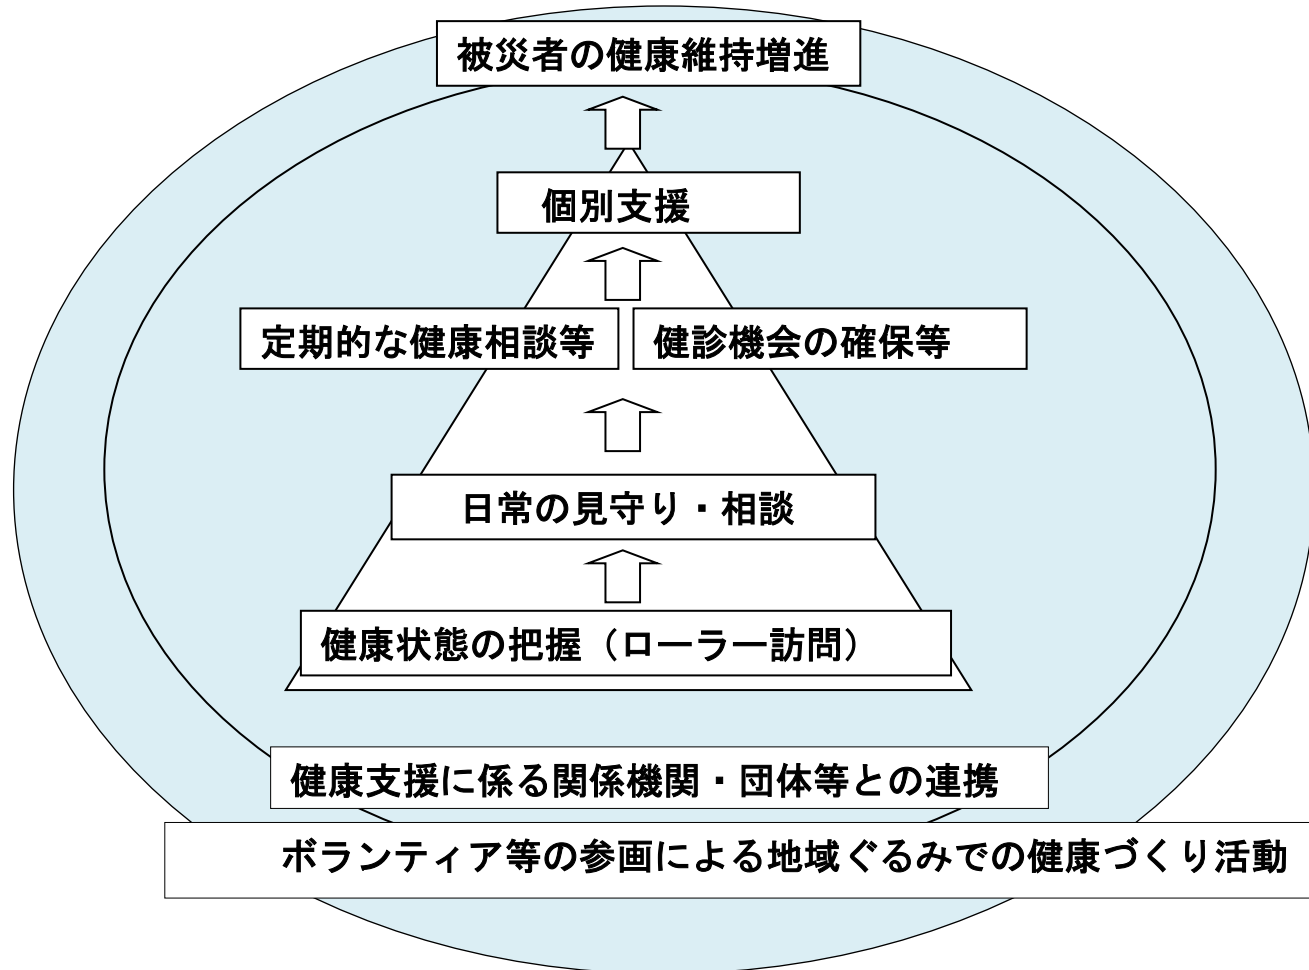 被災者の健康維持増進
個別支援
定期的な健康相談等
健診機会の確保等
日常の見守り・相談
健康状態の把握（ローラー訪問）
健康支援に係る関係機関・団体等との連携
ボランティア等の参画による地域ぐるみでの健康づくり活動